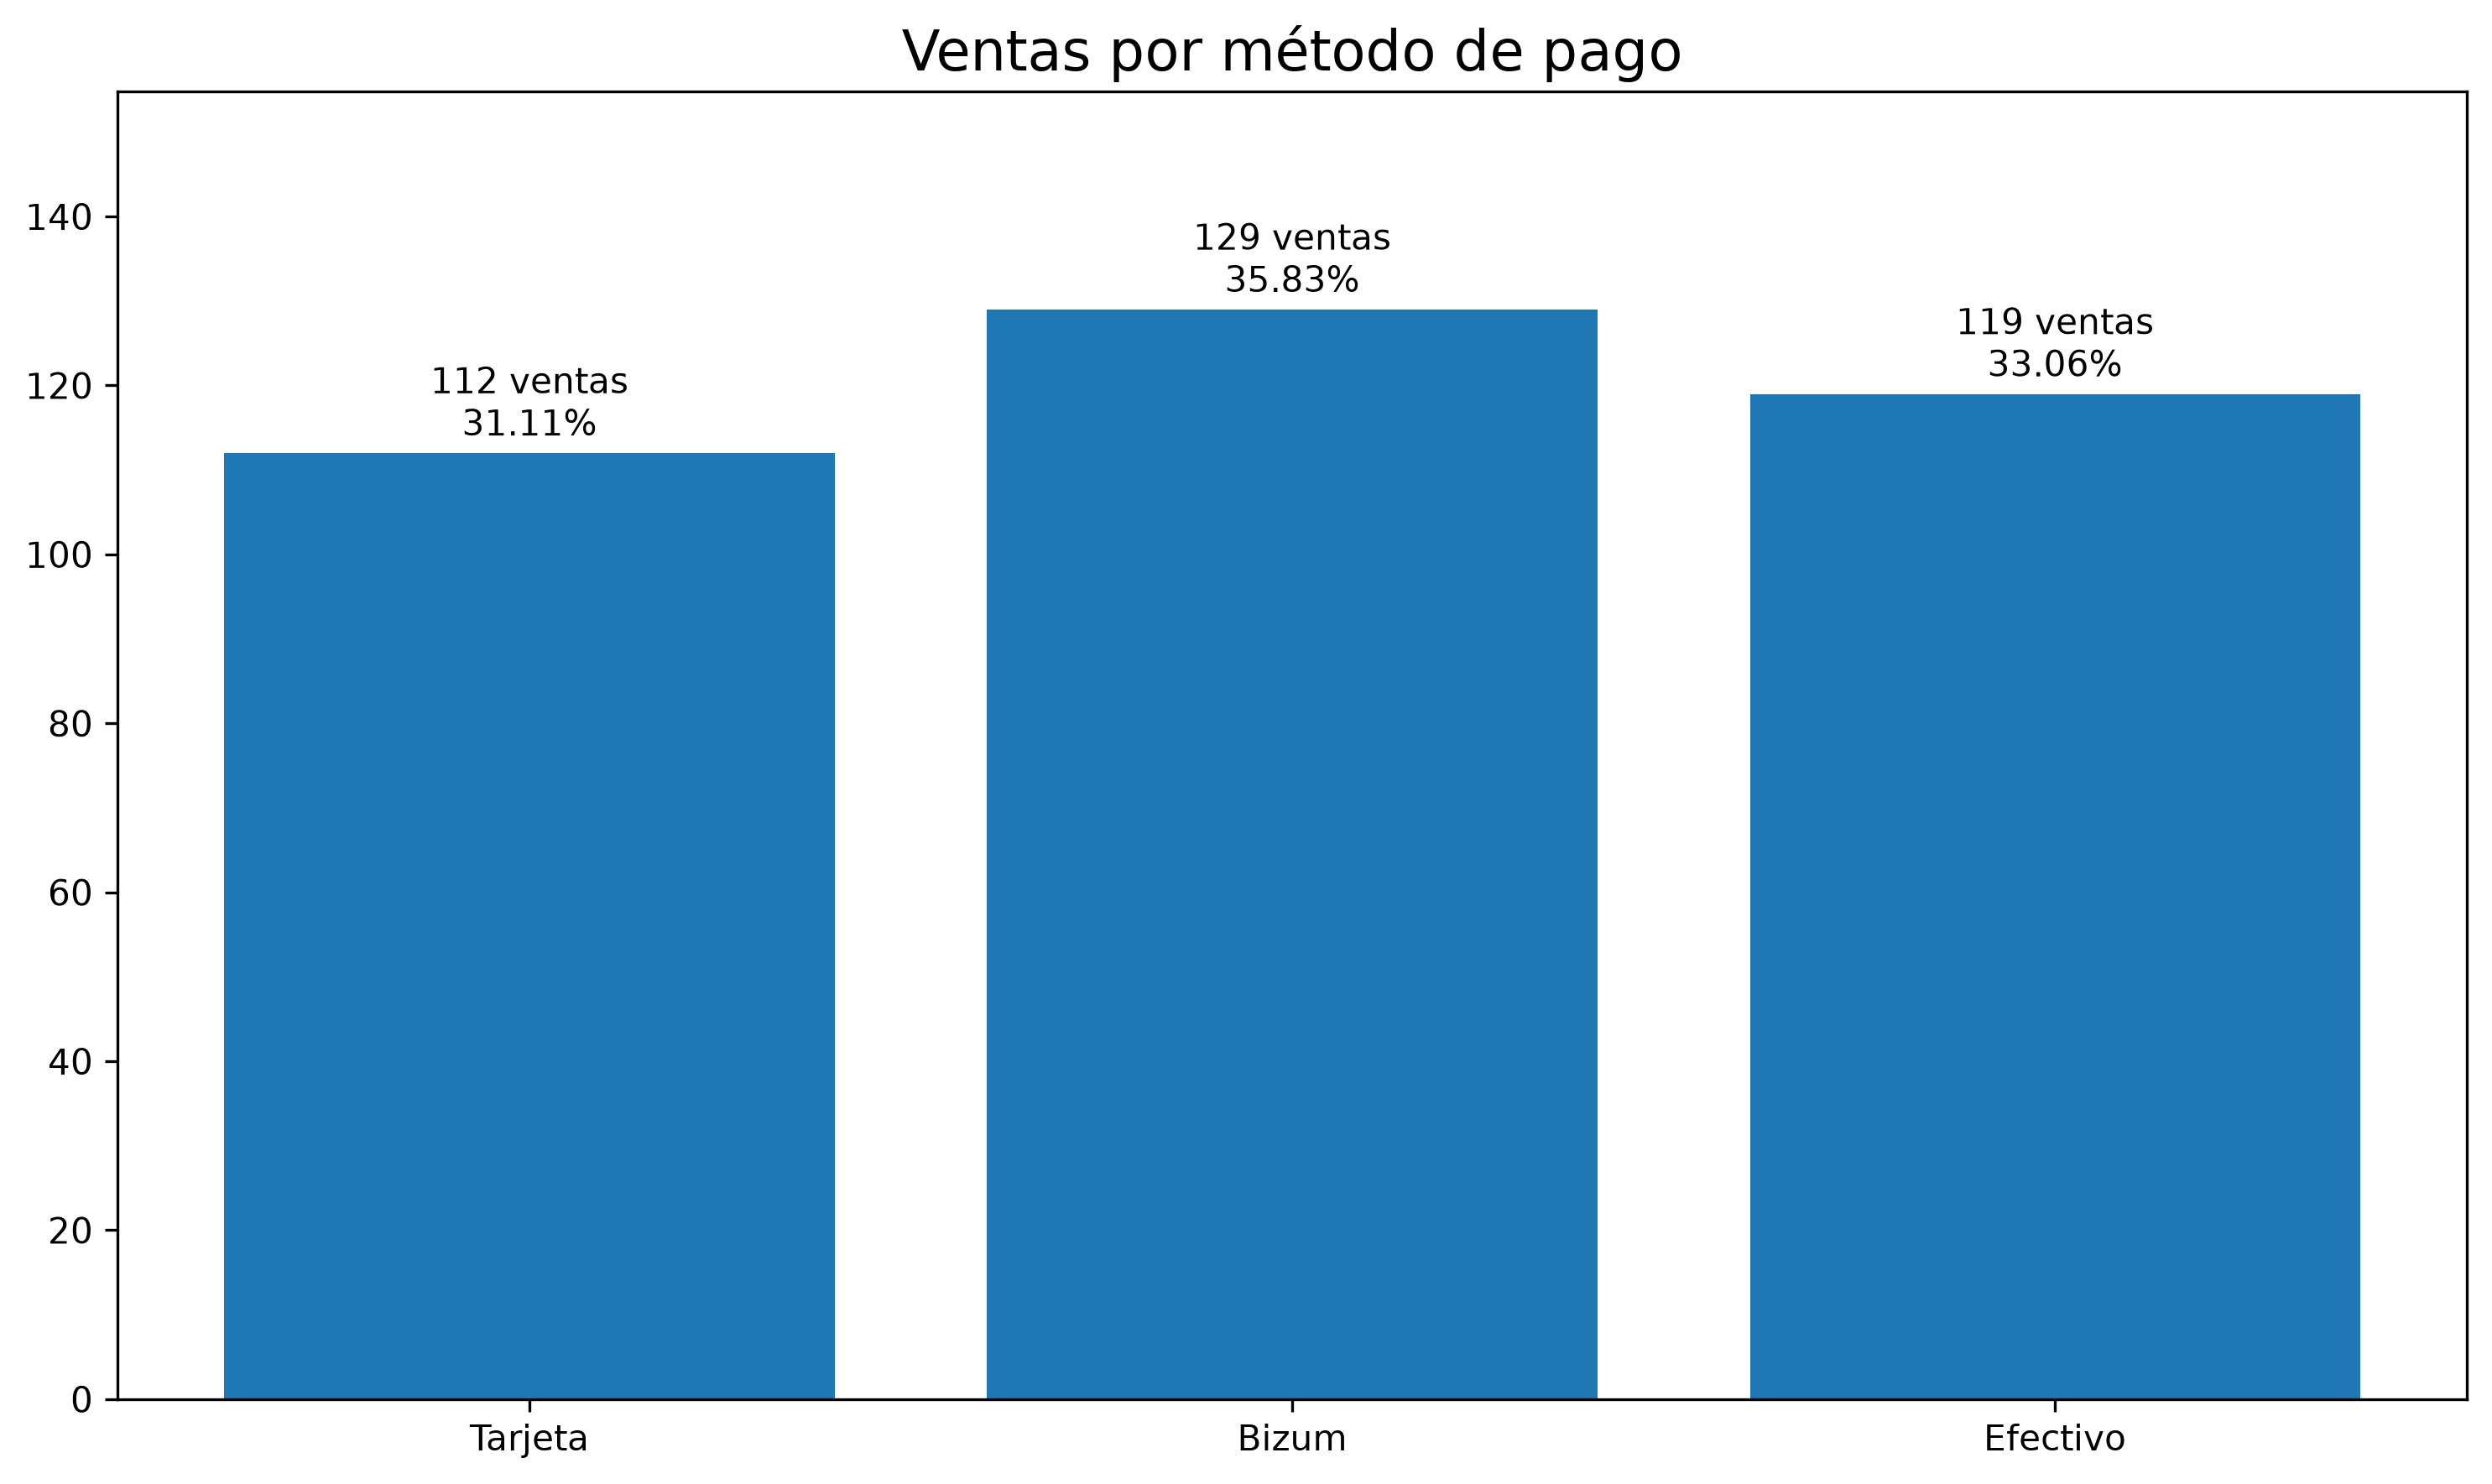 Ventas por método de pago
140
120
100
80
60
40
20
0
112 ventas
31.11%
129 ventas
35.83%
119 ventas
33.06%
Tarjeta
Bizum
Efectivo